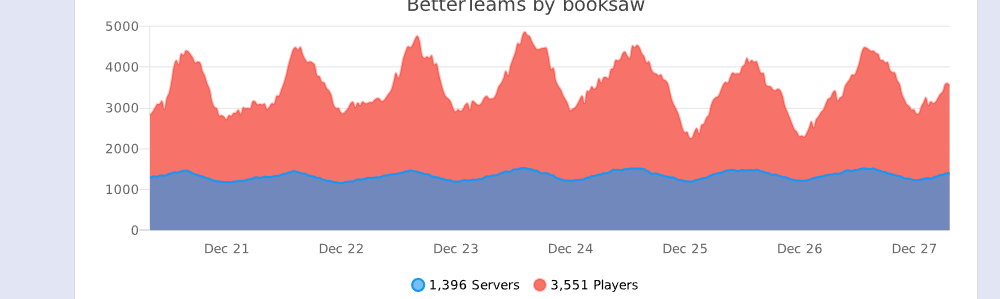 BetterTeams by booksaw
5000
4000
3000
2000
1000
0
Dec 21 Dec 22 Dec 23 Dec 24 Dec 25 Dec 26 Dec 27
1,396 Servers 3,551 Players